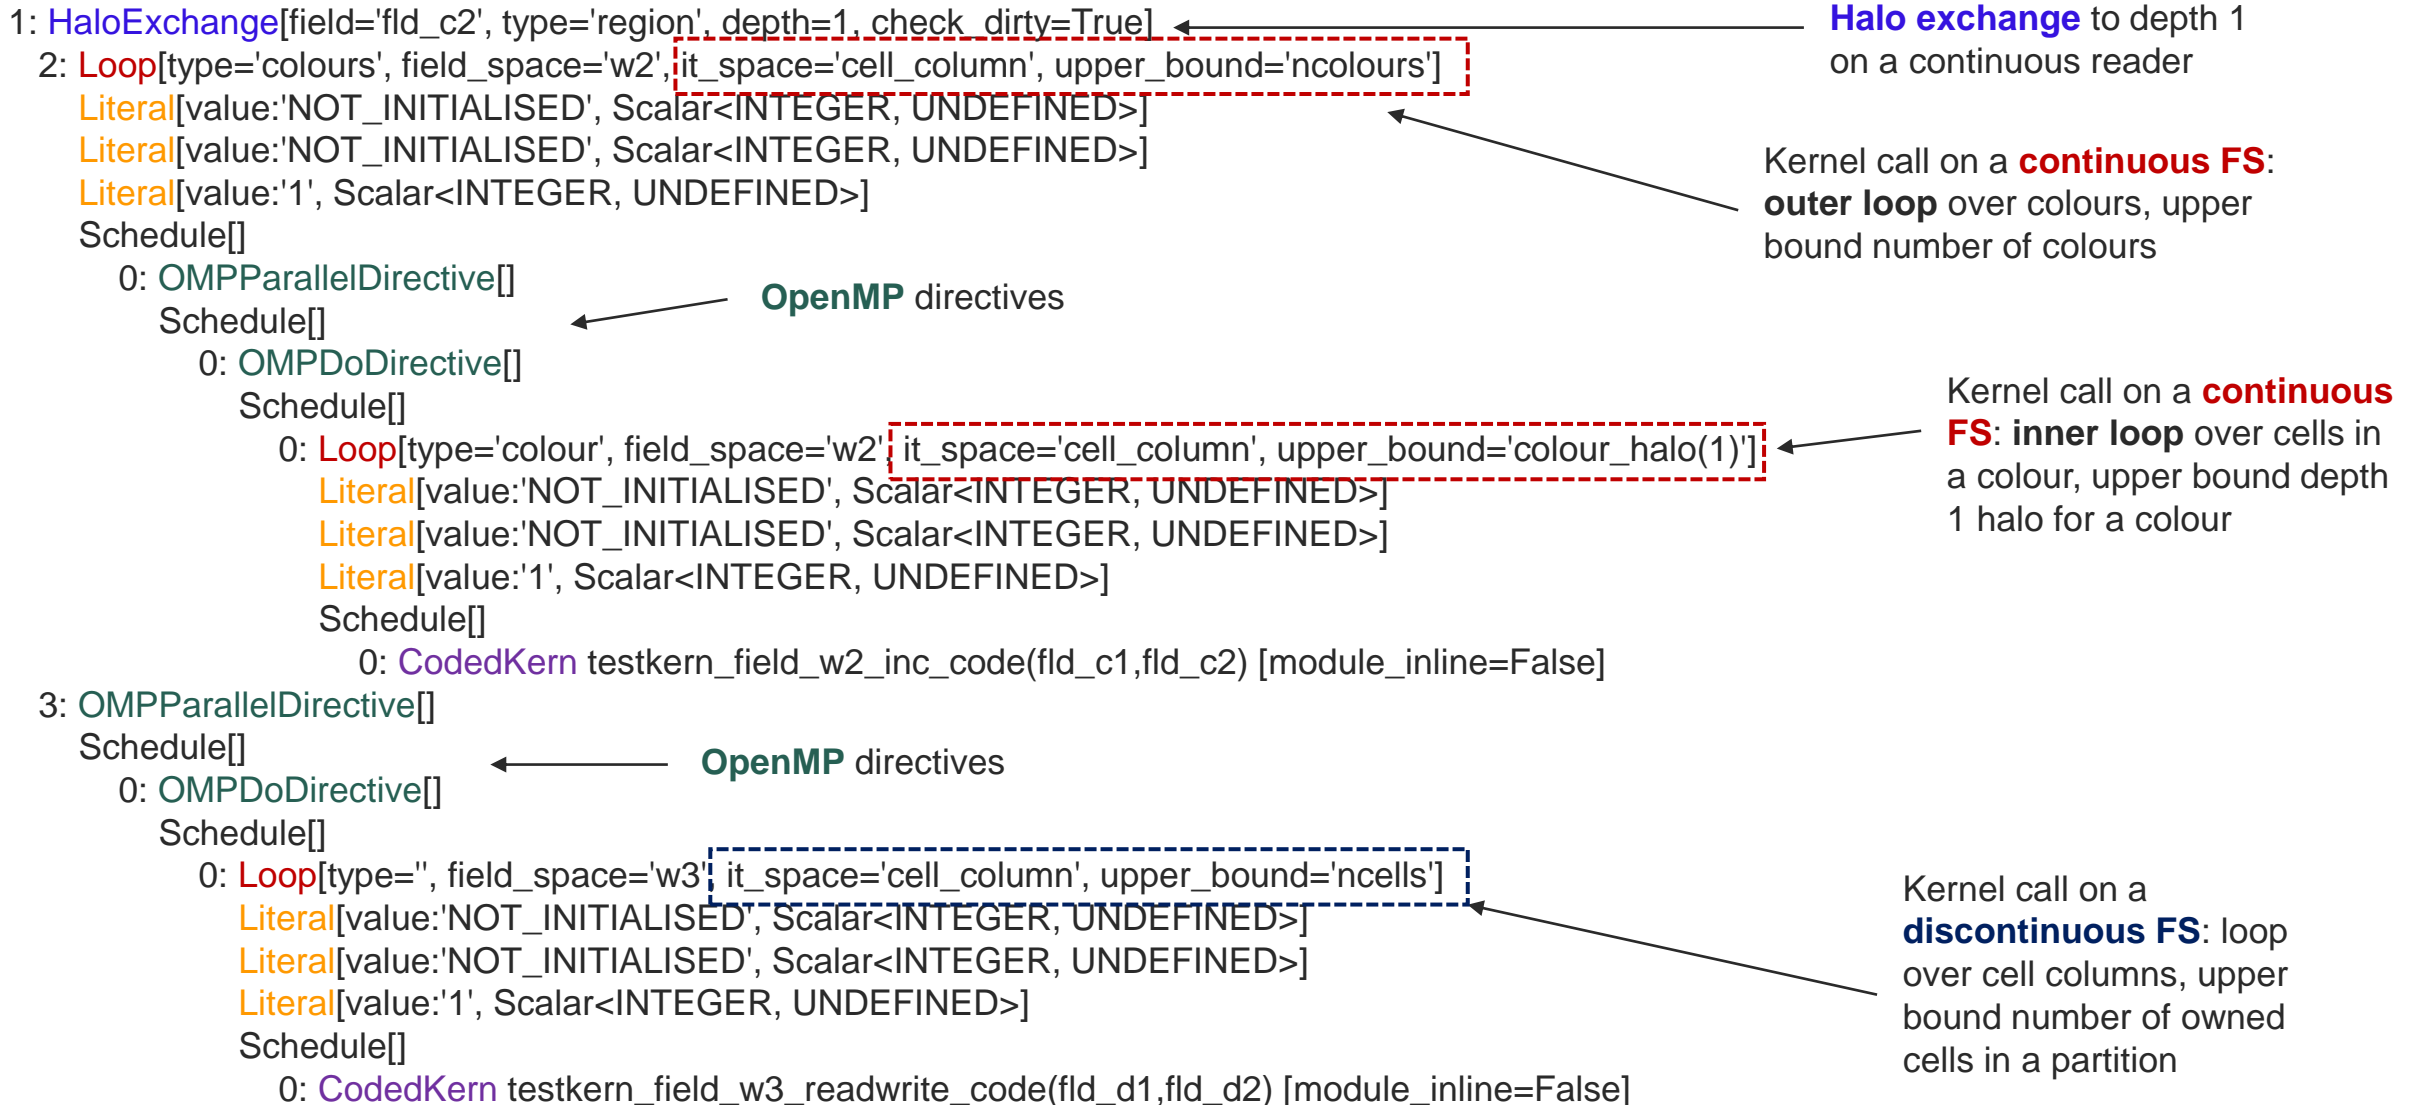 1: HaloExchange[field='fld_c2', type='region', depth=1, check_dirty=True]
2: Loop[type='colours', field_space='w2', it_space='cell_column', upper_bound='ncolours']
Literal[value:'NOT_INITIALISED', Scalar<INTEGER, UNDEFINED>]
Literal[value:'NOT_INITIALISED', Scalar<INTEGER, UNDEFINED>]
Literal[value:'1', Scalar<INTEGER, UNDEFINED>]
Schedule[]
0: OMPParallelDirective[]
Schedule[]
0: OMPDoDirective[]
Schedule[]
0: Loop[type='colour', field_space='w2', it_space='cell_column', upper_bound='colour_halo(1)']
Literal[value:'NOT_INITIALISED', Scalar<INTEGER, UNDEFINED>]
Literal[value:'NOT_INITIALISED', Scalar<INTEGER, UNDEFINED>]
Literal[value:'1', Scalar<INTEGER, UNDEFINED>]
Schedule[]
0: CodedKern testkern_field_w2_inc_code(fld_c1,fld_c2) [module_inline=False]
3: OMPParallelDirective[]
Schedule[]
0: OMPDoDirective[]
Schedule[]
0: Loop[type='', field_space='w3', it_space='cell_column', upper_bound='ncells']
Literal[value:'NOT_INITIALISED', Scalar<INTEGER, UNDEFINED>]
Literal[value:'NOT_INITIALISED', Scalar<INTEGER, UNDEFINED>]
Literal[value:'1', Scalar<INTEGER, UNDEFINED>]
Schedule[]
0: CodedKern testkern_field_w3_readwrite_code(fld_d1,fld_d2) [module_inline=False]
Halo exchange to depth 1
on a continuous reader
Kernel call on a continuous FS:
outer loop over colours, upper
bound number of colours
OpenMP directives
Kernel call on a continuous
FS: inner loop over cells in
a colour, upper bound depth
1 halo for a colour
OpenMP directives
Kernel call on a
discontinuous FS: loop
over cell columns, upper
bound number of owned
cells in a partition